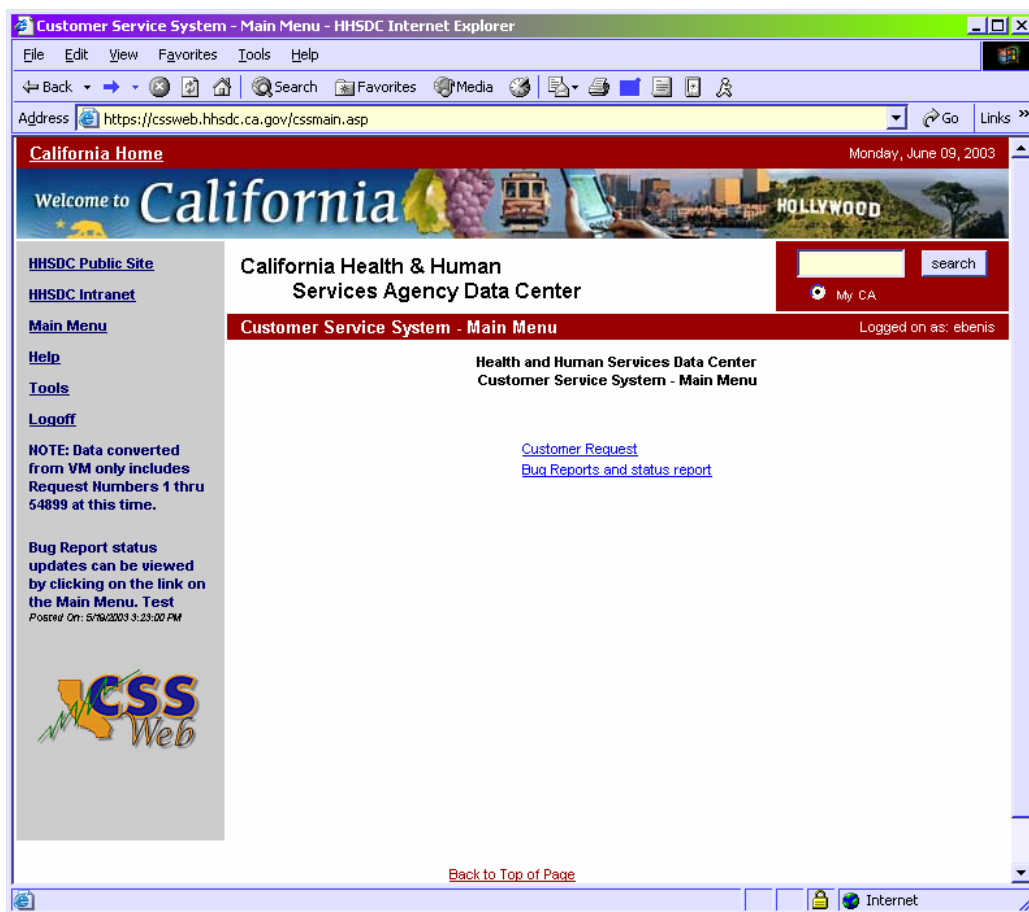 Customer Service System - Main Menu - HHSDC Internet Explorer
File Edit View Favorites Tools Help
Back Search Favorites Media
Address https://cssweb.hhsdc.ca.gov/cssmain.asp Go Links »
California Home Monday, June 09, 2003
Welcome to California HOLLYWOOD
HHSDC Public Site
HHSDC Intranet
Main Menu
Help
Tools
Logoff
NOTE: Data converted
from VM only includes
Request Numbers 1 thru
54899 at this time.
Bug Report status
updates can be viewed
by clicking on the link on
the Main Menu. Test
Posted On: 5/19/2003 3:23:00 PM
CSS
Web
California Health & Human
Services Agency Data Center
search
My CA
Customer Service System - Main Menu Logged on as: ebenis
Health and Human Services Data Center
Customer Service System - Main Menu
Customer Request
Bug Reports and status report
Back to Top of Page
Internet